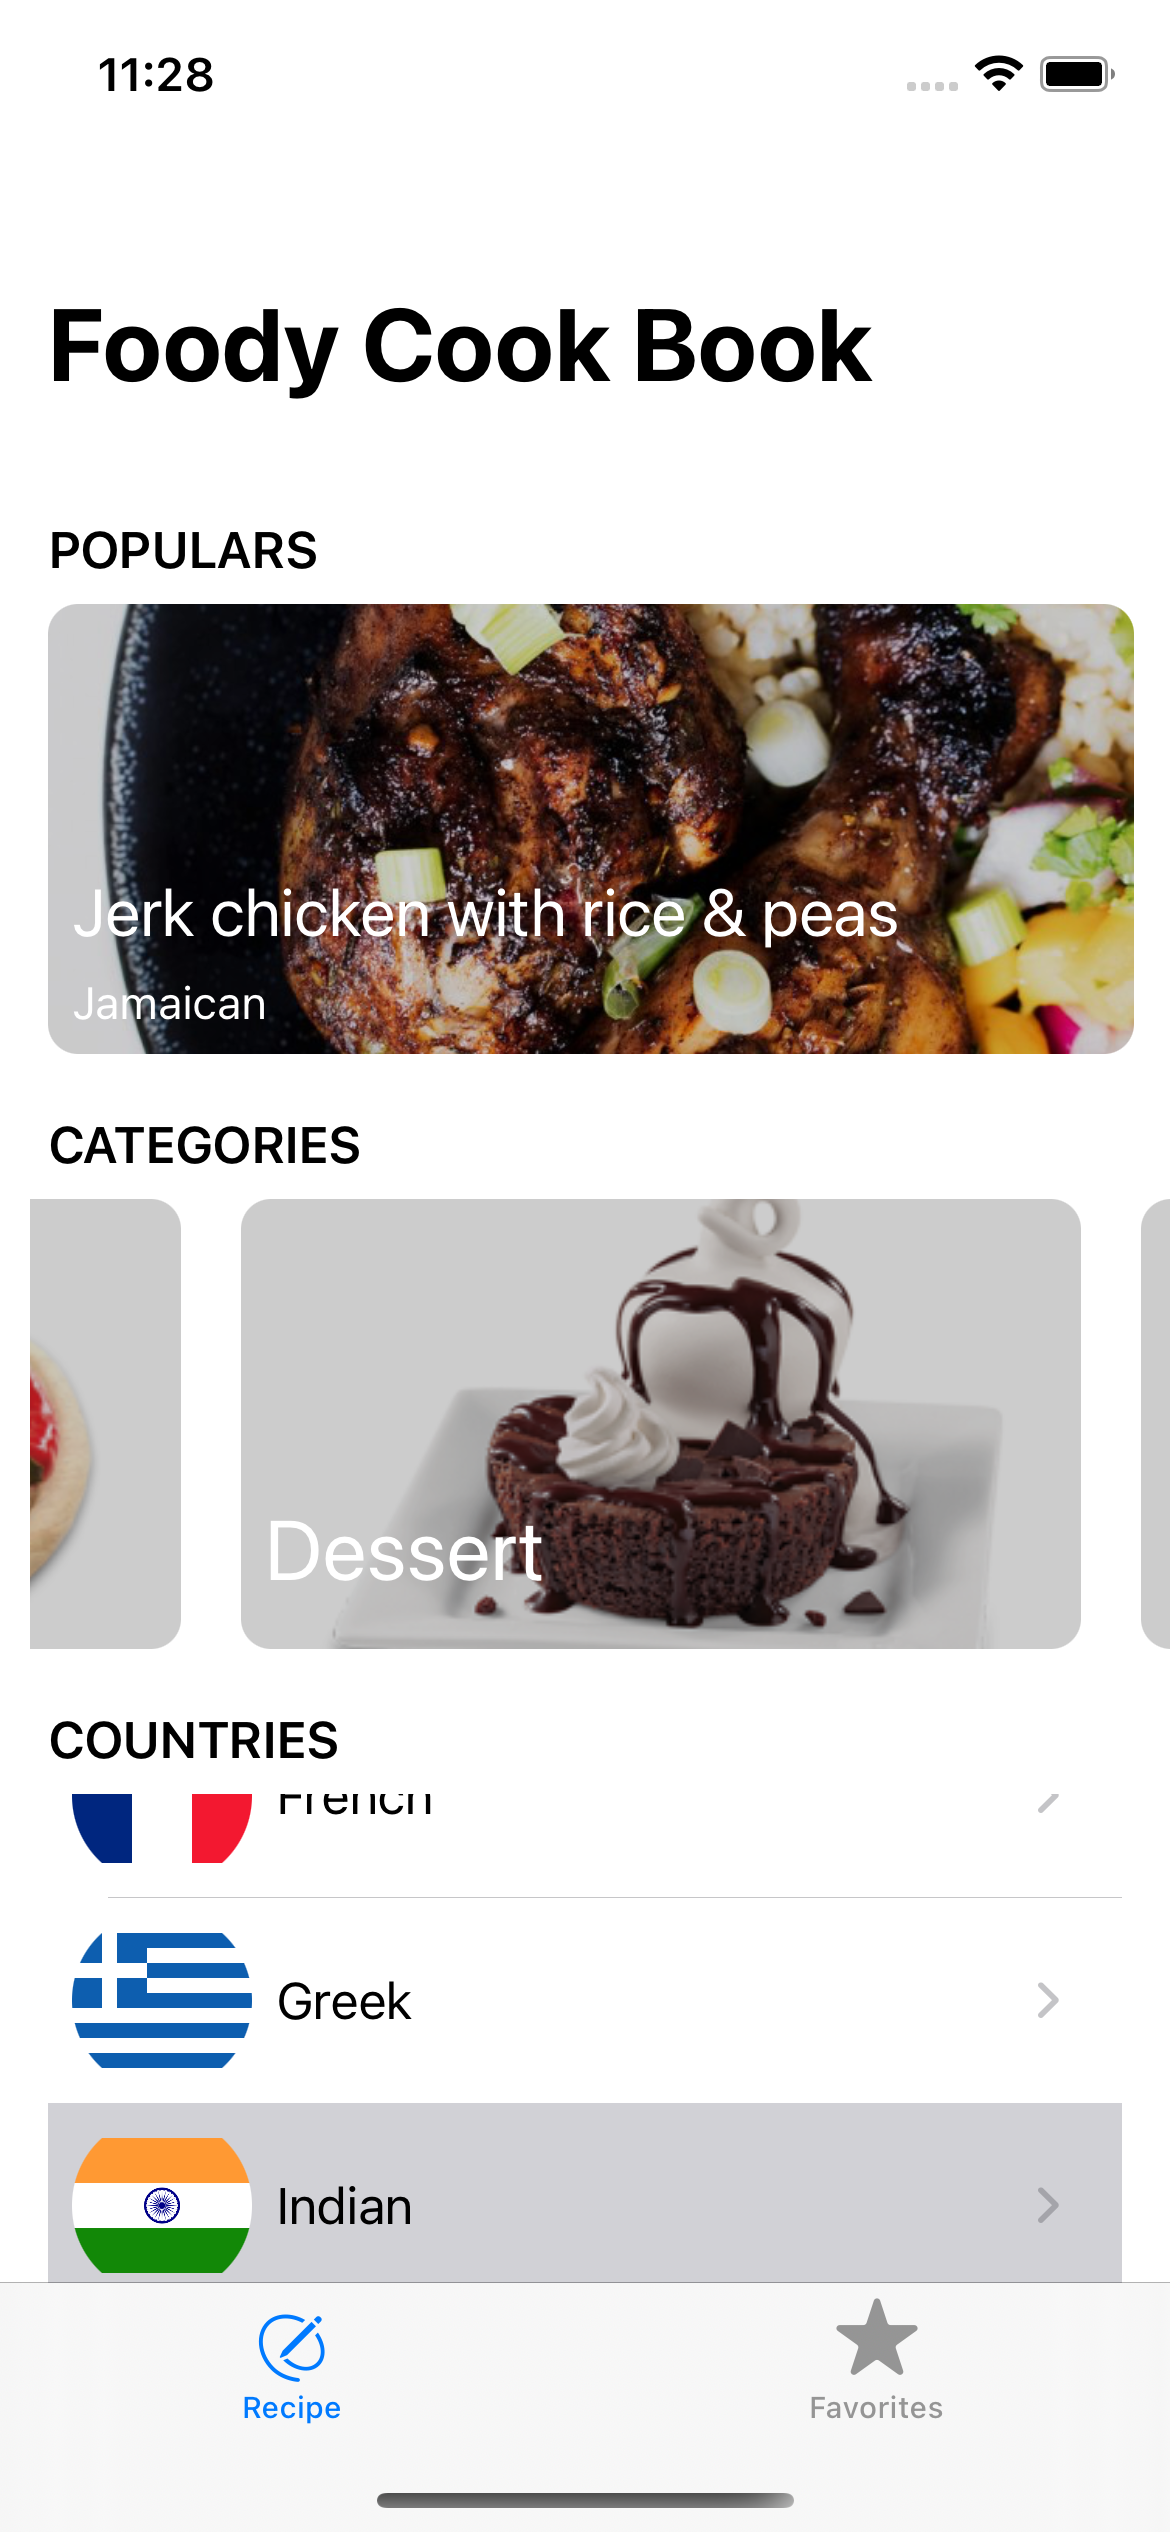 11:28
Foody Cook Book
POPULARS
Jerk chicken with rice & peas
Jamaican
CATEGORIES
Dessert
COUNTRIES
French
Greek
Indian
Recipe
Favorites